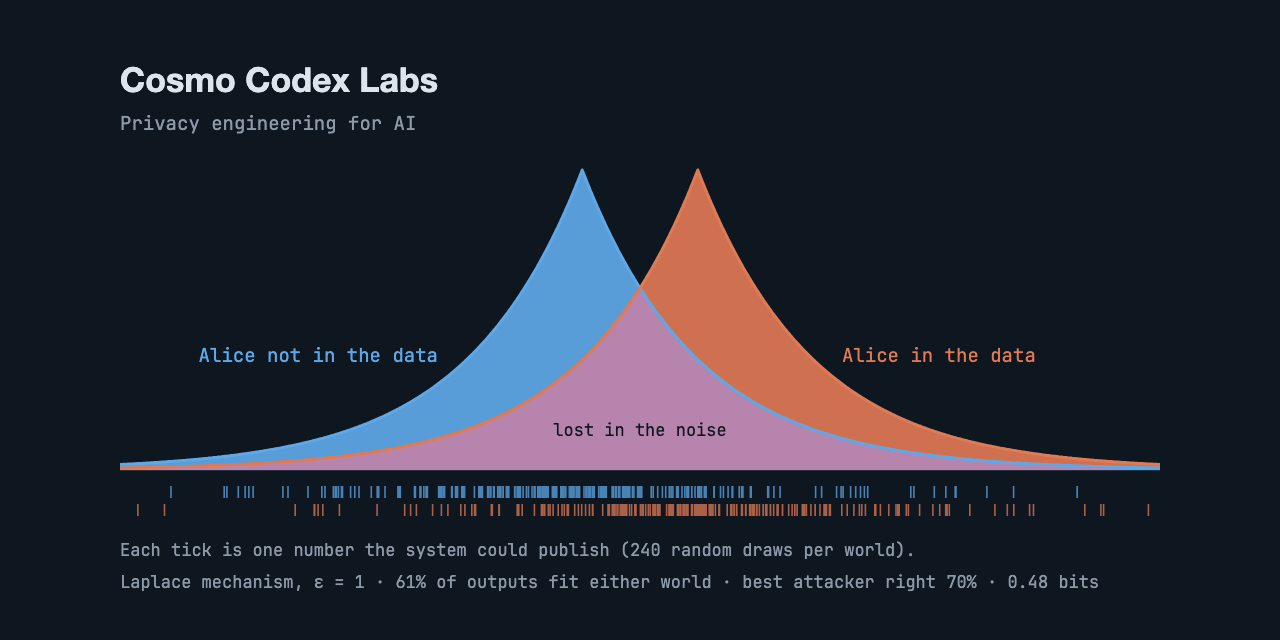 Cosmo Codex Labs
Privacy engineering for AI
Alice not in the data
Alice in the data
lost in the noise
Each tick is one number the system could publish (240 random draws per world).
Laplace mechanism, ε = 1 · 61% of outputs fit either world · best attacker right 70% · 0.48 bits